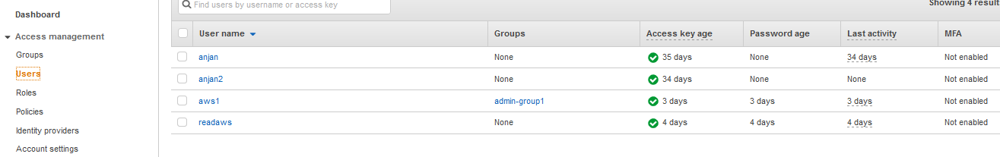 Dashboard
Access management
Groups
Users
Roles
Policies
Identity providers
Account settings
Find users by username or access key
Showing 4 result
User name Groups Access key age Password age Last activity MFA
anjan None 35 days None 34 days Not enabled
anjan2 None 34 days None None Not enabled
aws1 admin-group1 3 days 3 days 3 days Not enabled
readaws None 4 days 4 days 4 days Not enabled